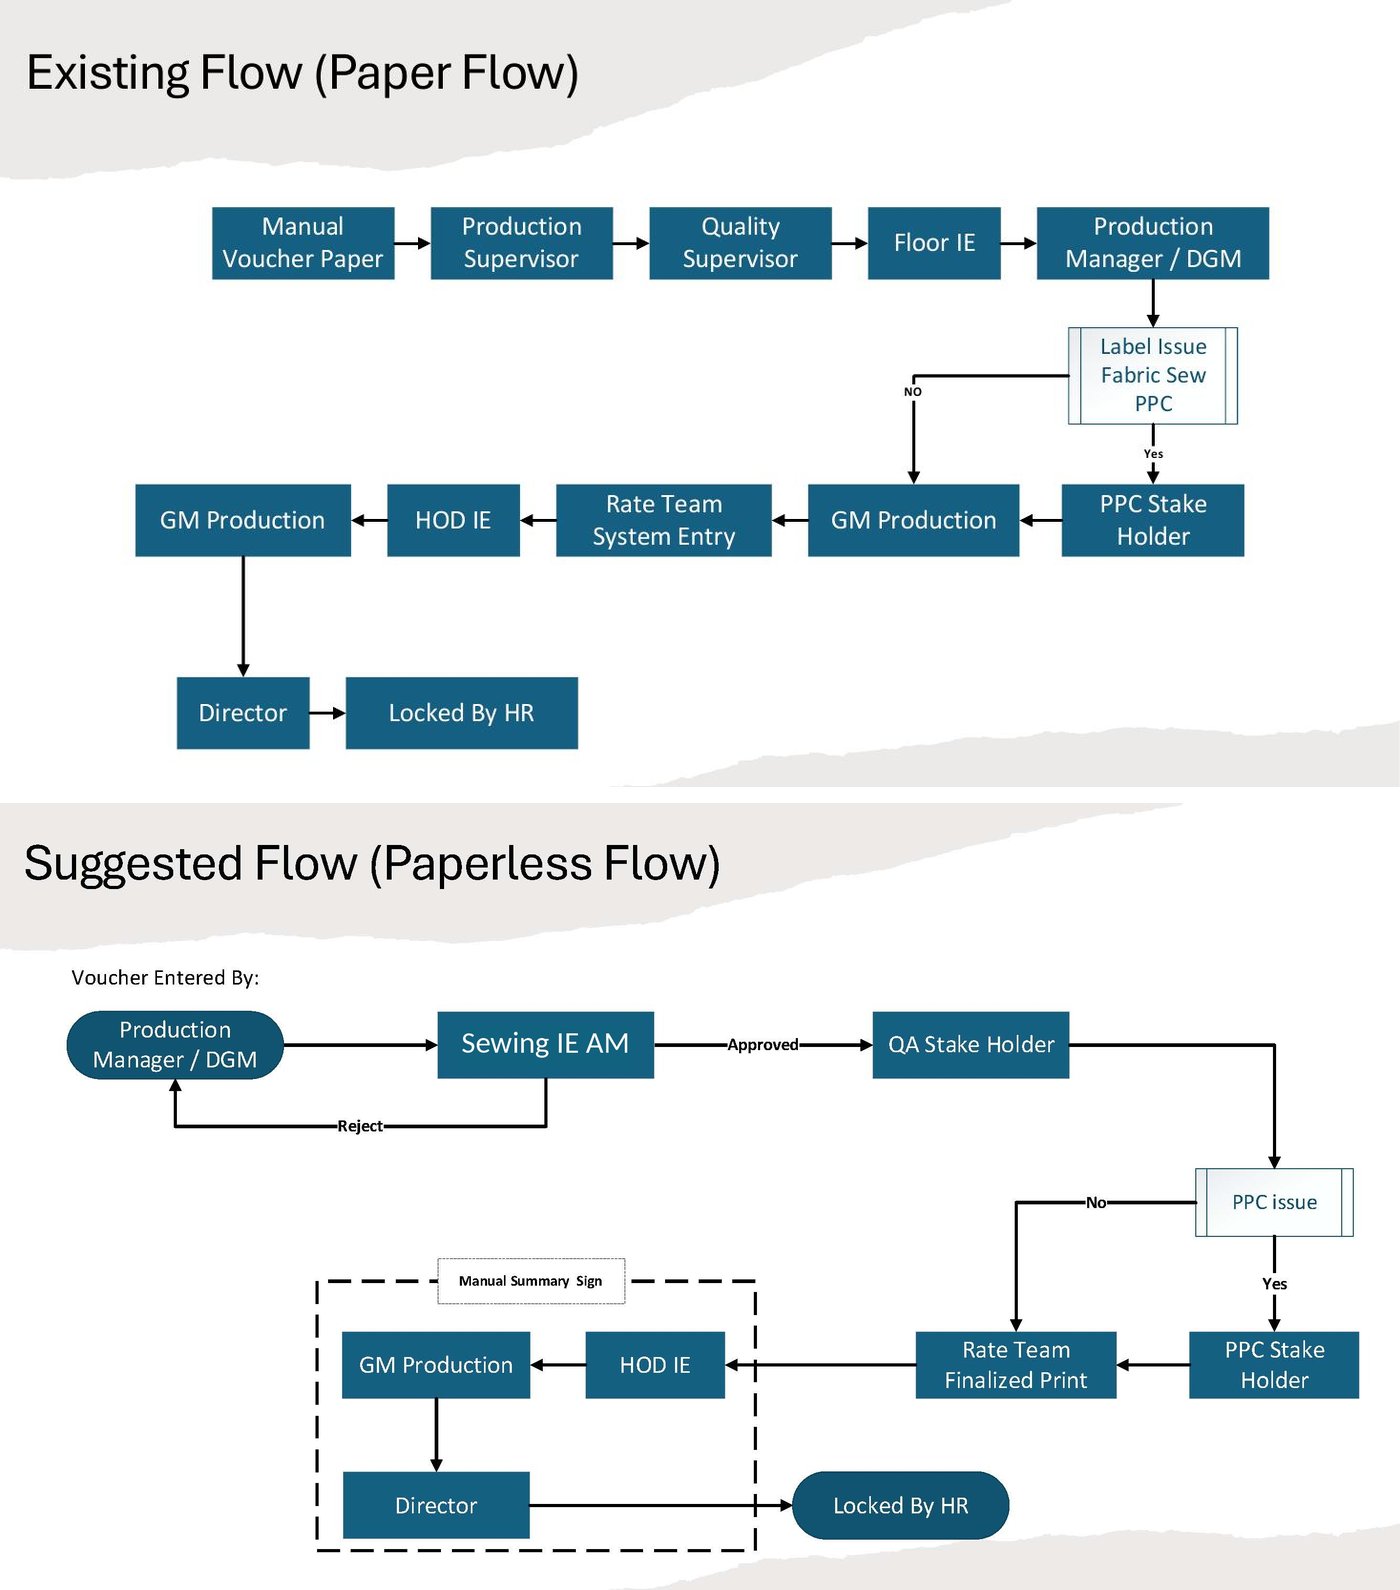 Existing Flow (Paper Flow)
Manual
Voucher Paper
Production
Supervisor
Quality
Supervisor
Floor IE
Production
Manager / DGM
Label Issue
Fabric Sew
PPC
NO
Yes
GM Production
HOD IE
Rate Team
System Entry
GM Production
PPC Stake
Holder
Director
Locked By HR
Suggested Flow (Paperless Flow)
Voucher Entered By:
Production
Manager / DGM
Sewing IE AM
Approved
QA Stake Holder
Reject
PPC issue
No
Yes
Manual Summary  Sign
GM Production
HOD IE
Rate Team
Finalized Print
PPC Stake
Holder
Director
Locked By HR